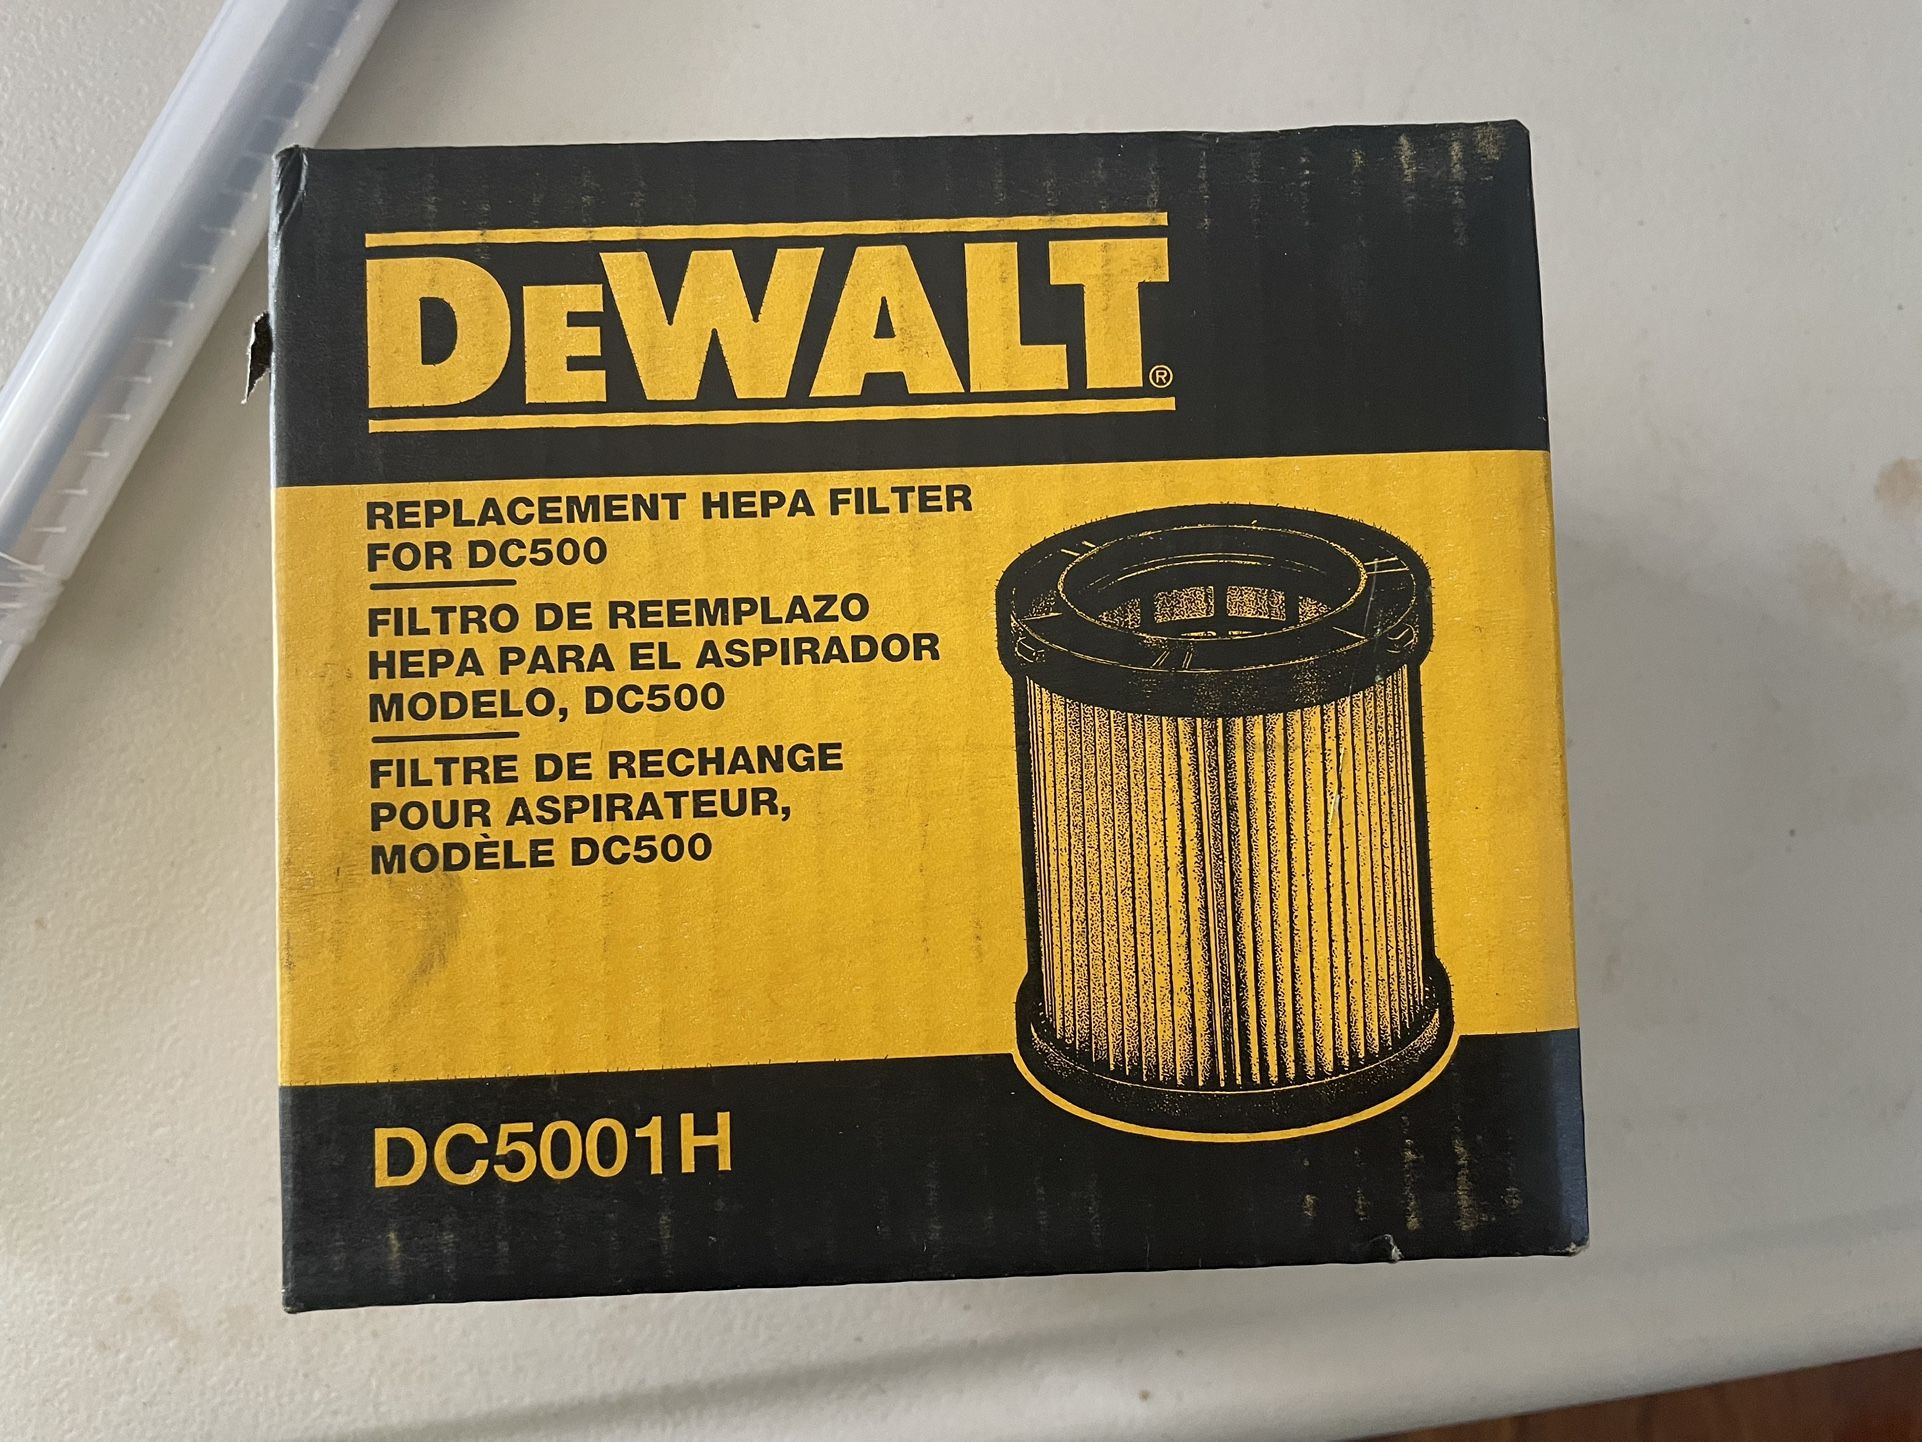 DEWALT®
REPLACEMENT HEPA FILTER
FOR DC500
FILTRO DE REEMPLAZO
HEPA PARA EL ASPIRADOR
MODELO, DC500
FILTRE DE RECHANGE
POUR ASPIRATEUR,
MODÈLE DC500
DC5001H